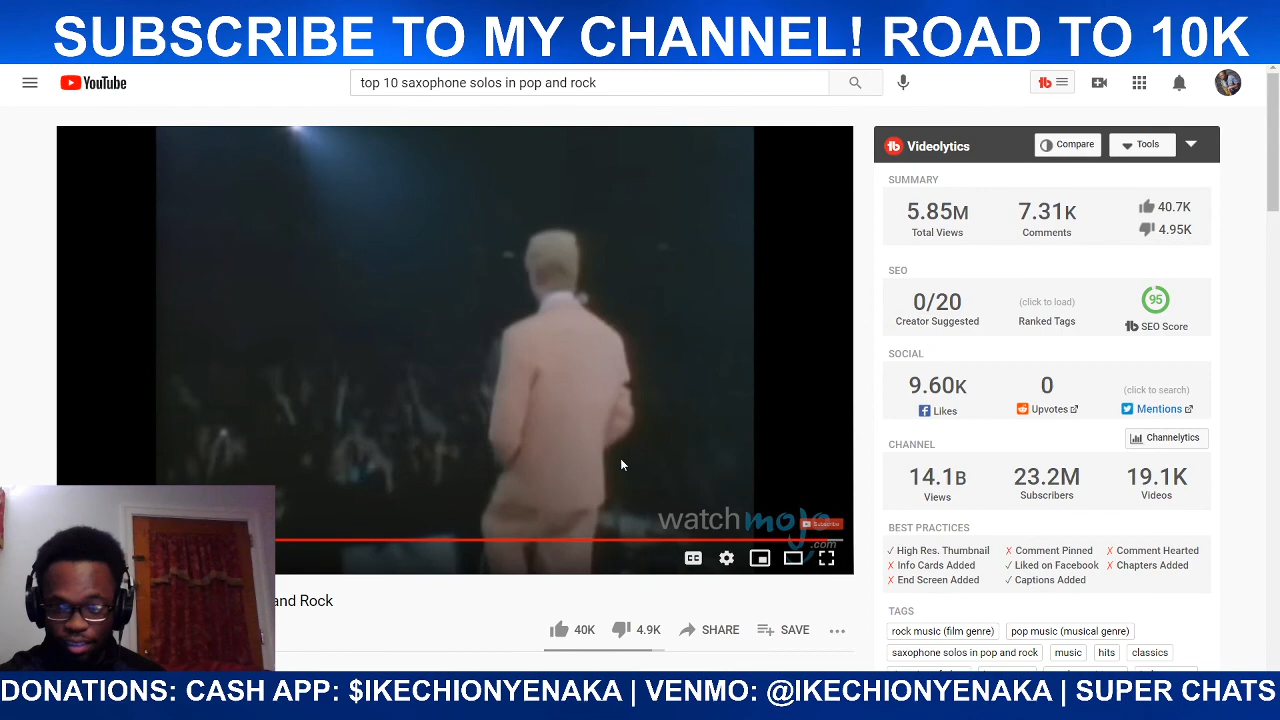 SUBSCRIBE TO MY CHANNEL! ROAD TO 10K
YouTube
top 10 saxophone solos in pop and rock
tb
watchmojo
.com
Subscribe
CC
and Rock
40K
4.9K
SHARE
SAVE
tb Videolytics
Compare
Tools
SUMMARY
5.85M
Total Views
7.31K
Comments
40.7K
4.95K
SEO
0/20
Creator Suggested
(click to load)
Ranked Tags
95
tb SEO Score
SOCIAL
9.60K
Likes
0
Upvotes
(click to search)
Mentions
CHANNEL
Channelytics
14.1B
Views
23.2M
Subscribers
19.1K
Videos
BEST PRACTICES
✓ High Res. Thumbnail
✗ Comment Pinned
✗ Comment Hearted
✗ Info Cards Added
✓ Liked on Facebook
✗ Chapters Added
✗ End Screen Added
✓ Captions Added
TAGS
rock music (film genre)
pop music (musical genre)
saxophone solos in pop and rock
music
hits
classics
DONATIONS: CASH APP: $IKECHIONYENAKA | VENMO: @IKECHIONYENAKA | SUPER CHATS